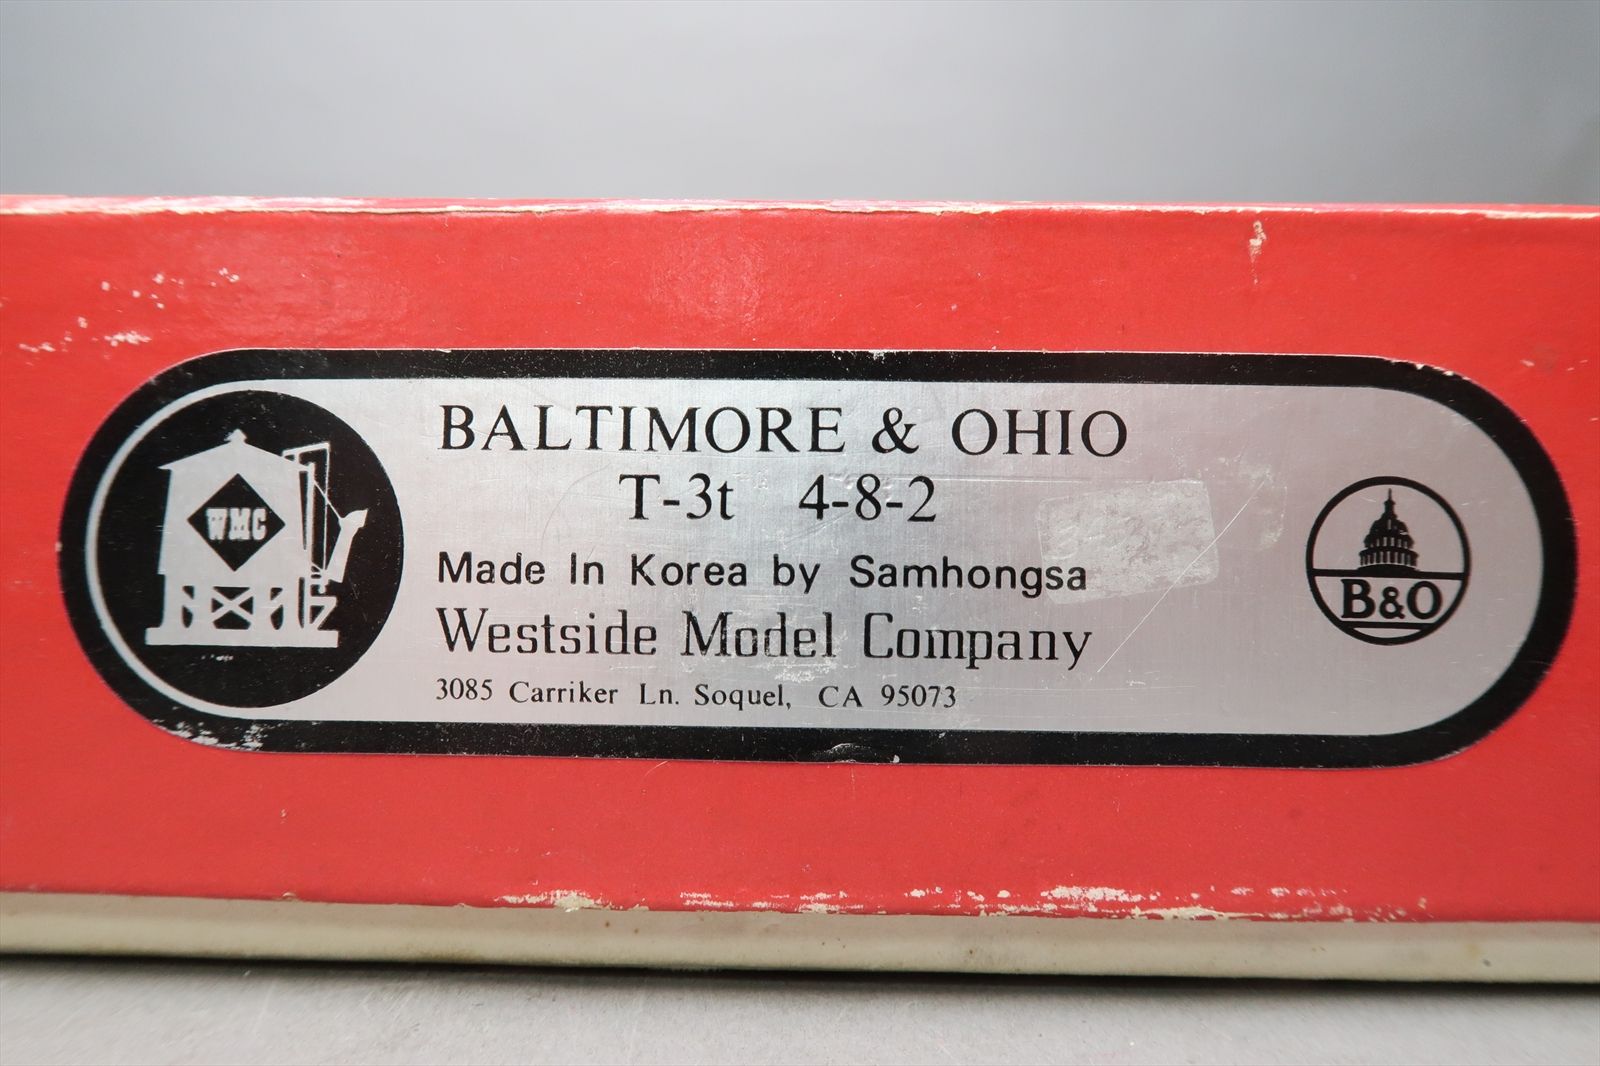 WMC
BALTIMORE & OHIO
T-3t 4-8-2
Made In Korea by Samhongsa
Westside Model Company
3085 Carriker Ln. Soquel, CA 95073
B&O